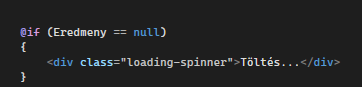 @if (Eredmeny == null)
{
    <div class="loading-spinner">Töltés...</div>
}